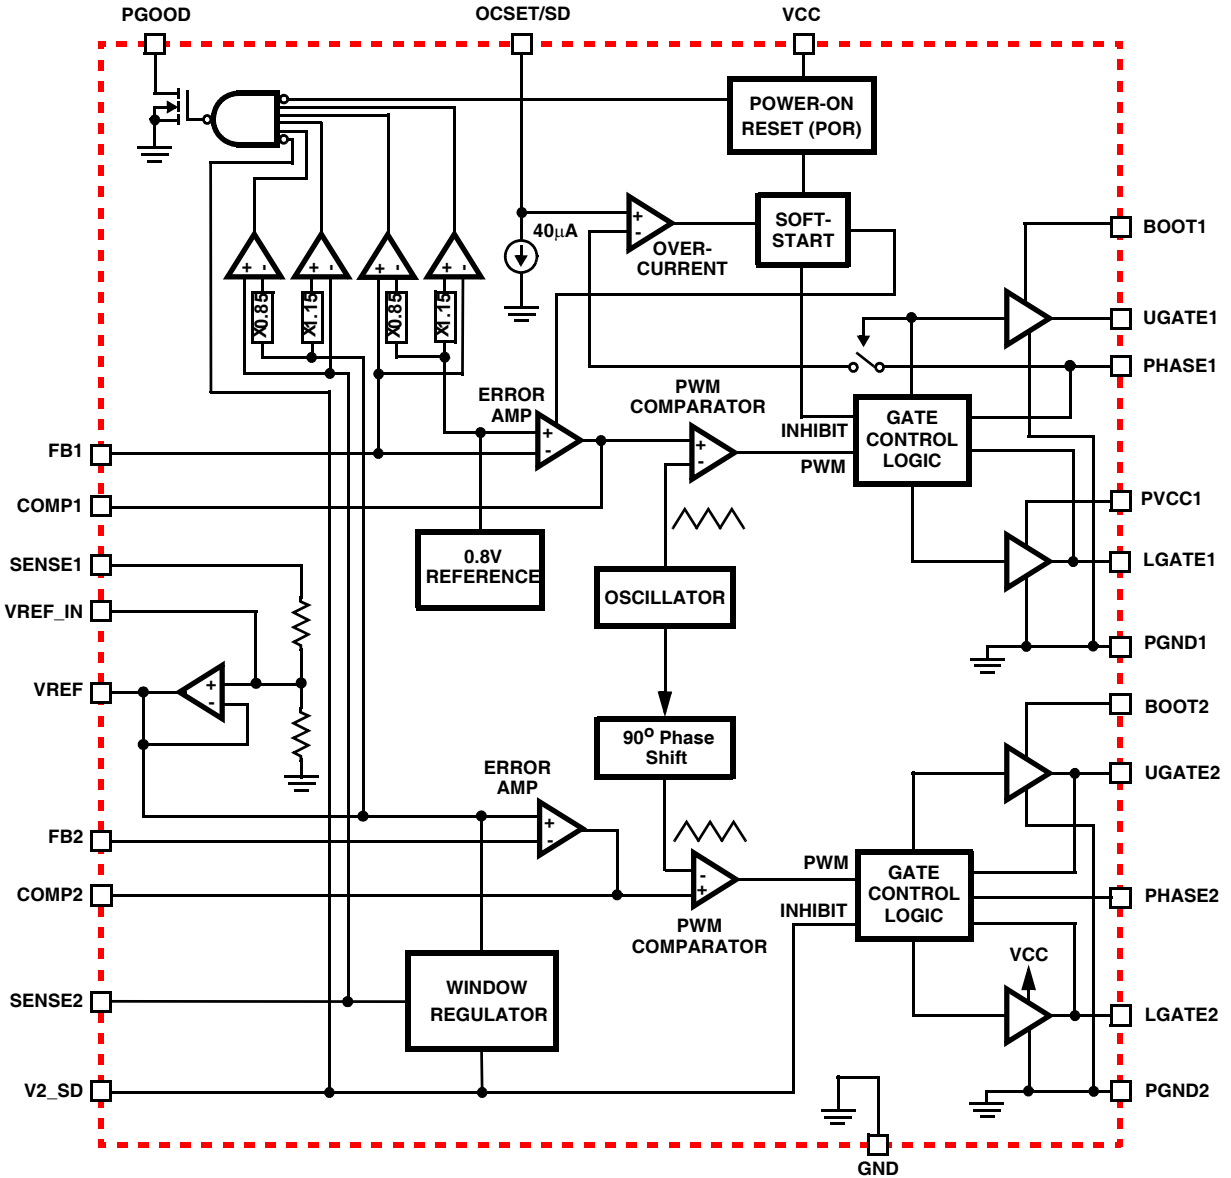 PGOOD
OCSET/SD
VCC
POWER-ON
RESET (POR)
SOFT-
START
40μA
OVER-
CURRENT
+
-
+ -
+ -
+ -
+ -
X0.85
X1.15
X0.85
X1.15
BOOT1
UGATE1
PHASE1
ERROR
AMP
+
-
PWM
COMPARATOR
+
-
INHIBIT
PWM
GATE
CONTROL
LOGIC
FB1
COMP1
PVCC1
0.8V
REFERENCE
OSCILLATOR
LGATE1
SENSE1
VREF_IN
PGND1
VREF
+
-
BOOT2
90o Phase
Shift
UGATE2
ERROR
AMP
+
-
FB2
PWM
-
+
GATE
CONTROL
LOGIC
COMP2
PHASE2
INHIBIT
PWM
COMPARATOR
VCC
SENSE2
WINDOW
REGULATOR
LGATE2
V2_SD
PGND2
GND